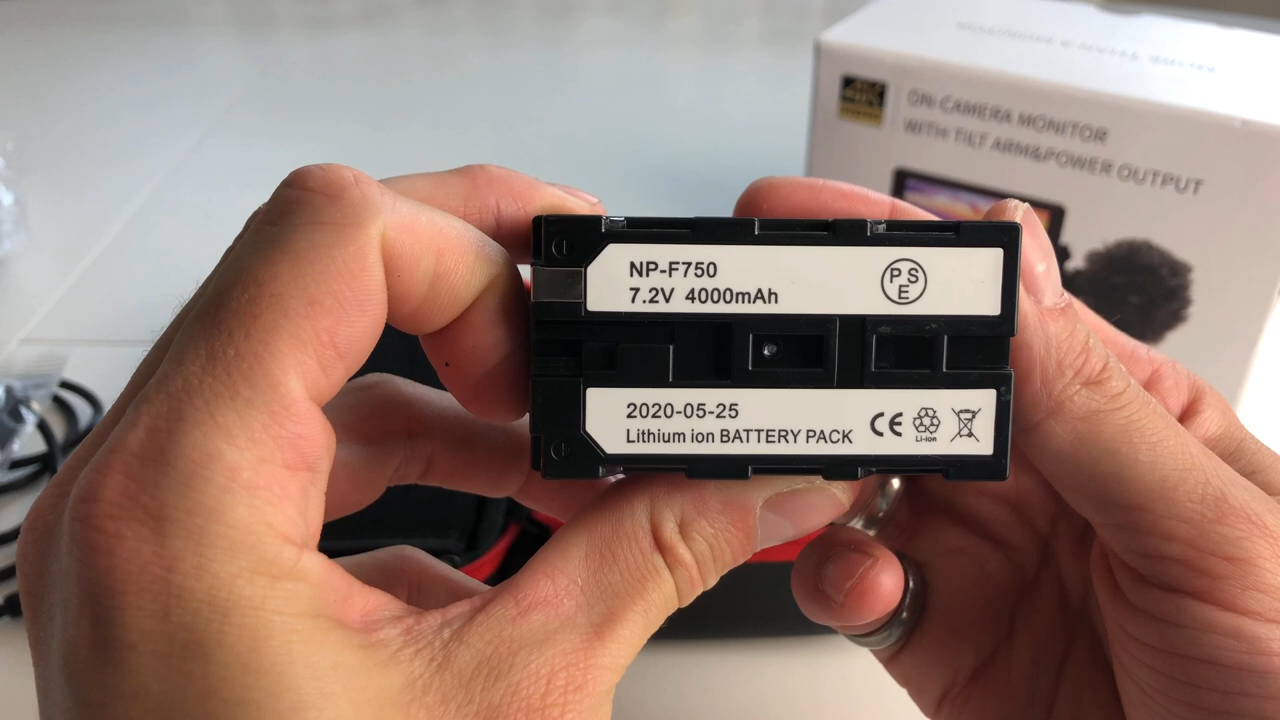 4K
ON-CAMERA MONITOR
WITH TILT ARM&POWER OUTPUT
NP-F750
7.2V 4000mAh
PSE
2020-05-25
Lithium ion BATTERY PACK
CE
Li-ion